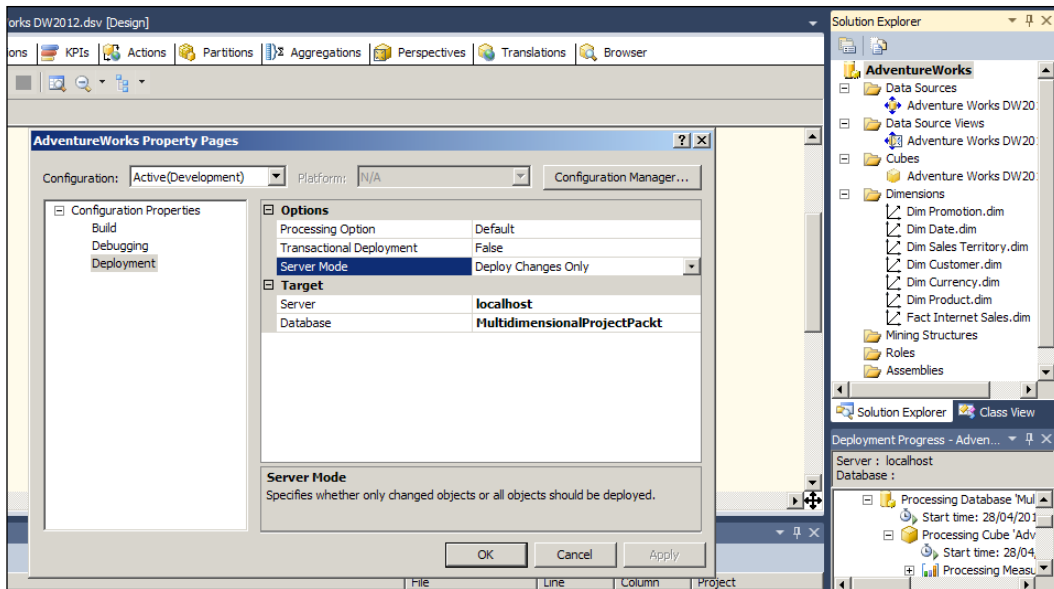 orks DW2012.dsv [Design]
ons KPIs Actions Partitions Aggregations Perspectives Translations Browser
AdventureWorks Property Pages
Configuration: Active(Development) Platform: N/A Configuration Manager...
Configuration Properties
Build
Debugging
Deployment
Options
Processing Option Default
Transactional Deployment False
Server Mode Deploy Changes Only
Target
Server localhost
Database MultidimensionalProjectPackt
Server Mode
Specifies whether only changed objects or all objects should be deployed.
OK Cancel Apply
File Line Column Project
Solution Explorer
AdventureWorks
Data Sources
Adventure Works DW20
Data Source Views
Adventure Works DW20
Cubes
Adventure Works DW20
Dimensions
Dim Promotion.dim
Dim Date.dim
Dim Sales Territory.dim
Dim Customer.dim
Dim Currency.dim
Dim Product.dim
Fact Internet Sales.dim
Mining Structures
Roles
Assemblies
Solution Explorer Class View
Deployment Progress - Adven...
Server : localhost
Database :
Processing Database 'Mul
Start time: 28/04/201
Processing Cube 'Adv
Start time: 28/04
Processing Measu